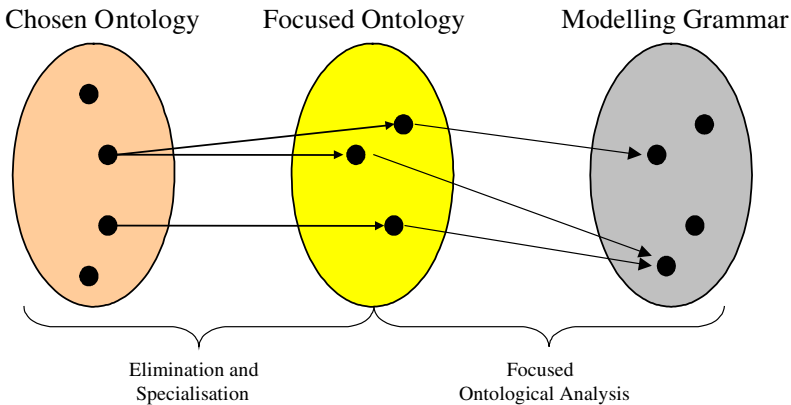 Chosen Ontology
Focused Ontology
Modelling Grammar
Elimination and
Specialisation
Focused
Ontological Analysis